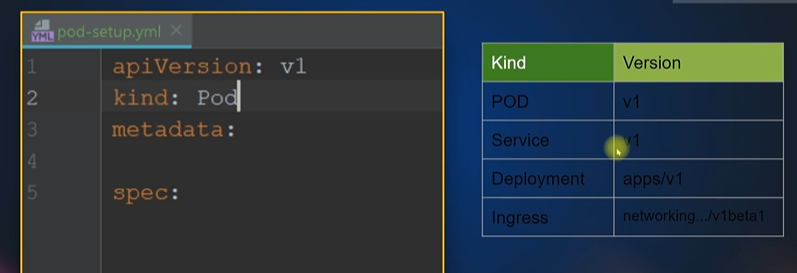 pod-setup.yml
1 apiVersion: v1
2 kind: Pod
3 metadata:
4
5 spec:
Kind Version
POD v1
Service v1
Deployment apps/v1
Ingress networking.../v1beta1